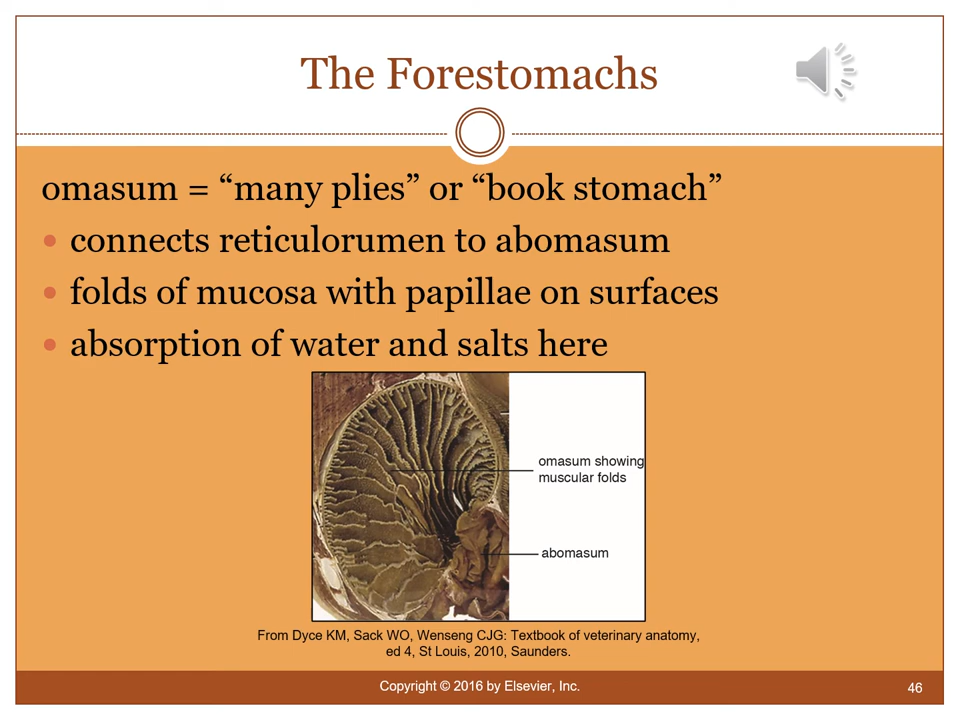 The Forestomachs
omasum = “many plies” or “book stomach”
• connects reticulorumen to abomasum
• folds of mucosa with papillae on surfaces
• absorption of water and salts here
omasum showing
muscular folds
abomasum
From Dyce KM, Sack WO, Wenseng CJG: Textbook of veterinary anatomy,
ed 4, St Louis, 2010, Saunders.
Copyright © 2016 by Elsevier, Inc.
46